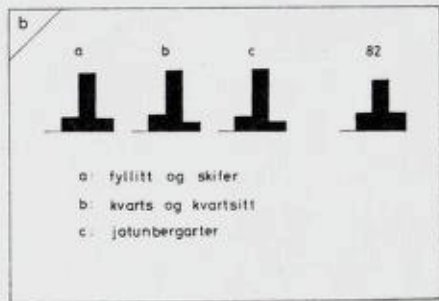 b
a b c 82
a: fyllitt og skifer
b: kvarts og kvartsitt
c. jotunbergarter